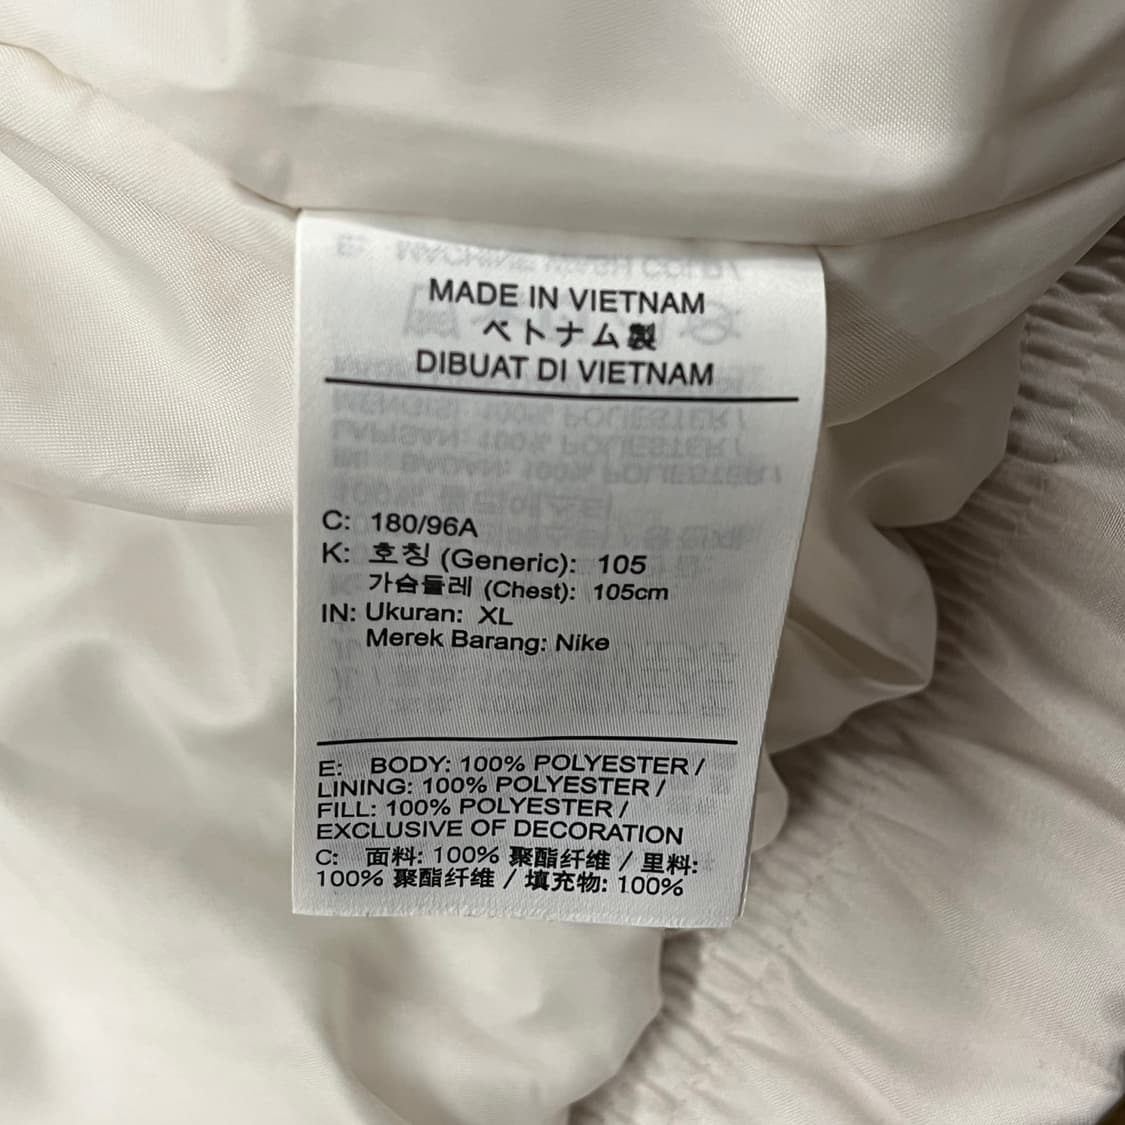 MADE IN VIETNAM
ベトナム製
DIBUAT DI VIETNAM
C: 180/96A
K: 호칭 (Generic): 105
가슴둘레 (Chest): 105cm
IN: Ukuran: XL
Merek Barang: Nike
E: BODY: 100% POLYESTER /
LINING: 100% POLYESTER /
FILL: 100% POLYESTER /
EXCLUSIVE OF DECORATION
C: 面料: 100% 聚酯纤维 / 里料:
100% 聚酯纤维 / 填充物: 100%